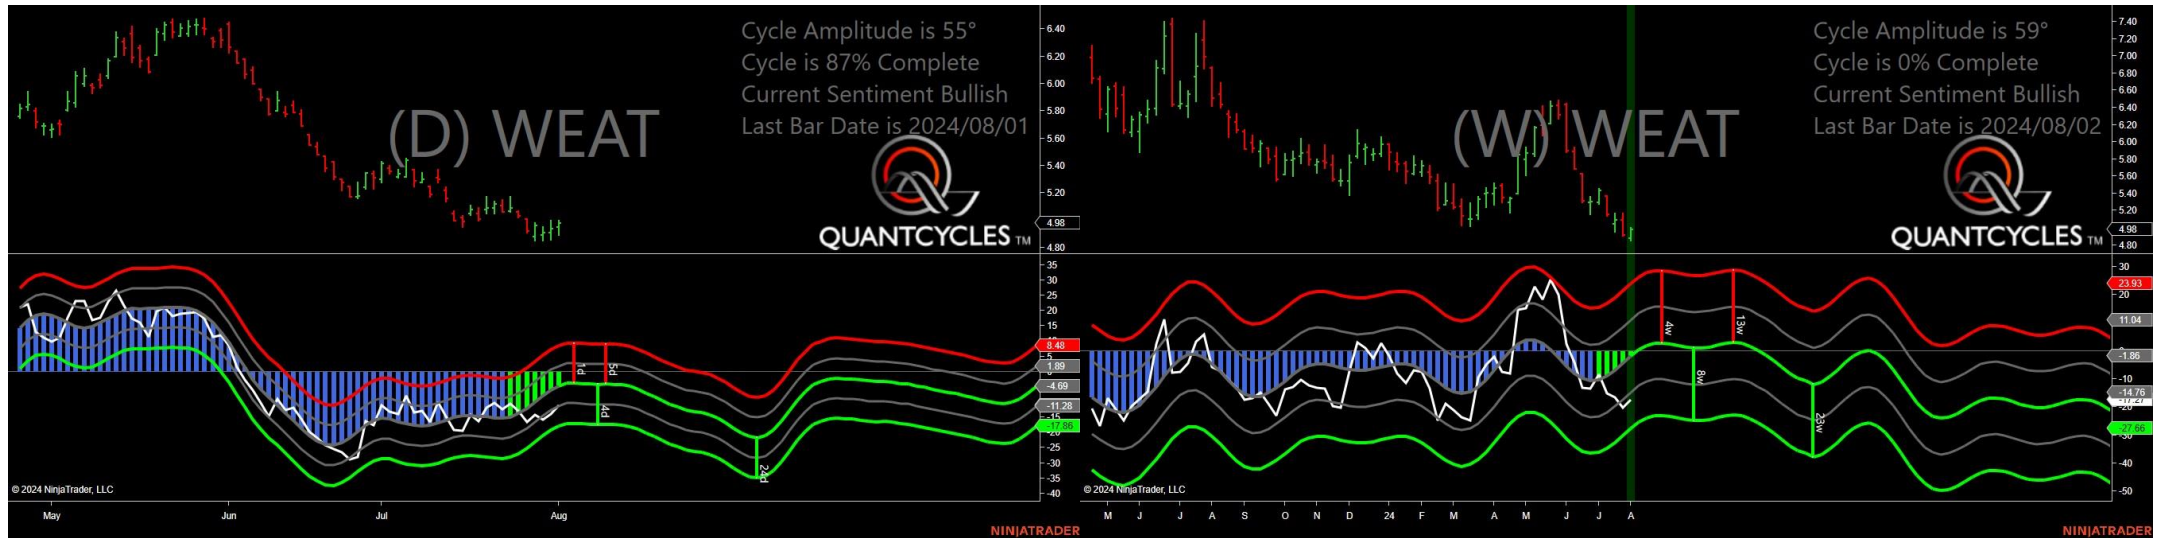 Cycle Amplitude is 55°
Cycle is 87% Complete
Current Sentiment Bullish
Last Bar Date is 2024/08/01
(D) WEAT
QUANTCYCLES TM
6.40
6.20
6.00
5.80
5.60
5.40
5.20
4.98
4.80
35
30
25
20
15
8.48
5
1.89
-4.69
-11.28
-15
-17.86
-25
-30
-35
-40
1d
5d
4d
24d
© 2024 NinjaTrader, LLC
May
Jun
Jul
Aug
NINJATRADER
Cycle Amplitude is 59°
Cycle is 0% Complete
Current Sentiment Bullish
Last Bar Date is 2024/08/02
(W) WEAT
QUANTCYCLES TM
7.40
7.20
7.00
6.80
6.60
6.40
6.20
6.00
5.80
5.60
5.40
5.20
4.98
4.80
30
23.93
20
11.04
-1.86
-10
-14.76
-27.66
-30
-40
-50
4w
13w
8w
23w
© 2024 NinjaTrader, LLC
M J J A S O N D 24 F M A M J J A
NINJATRADER